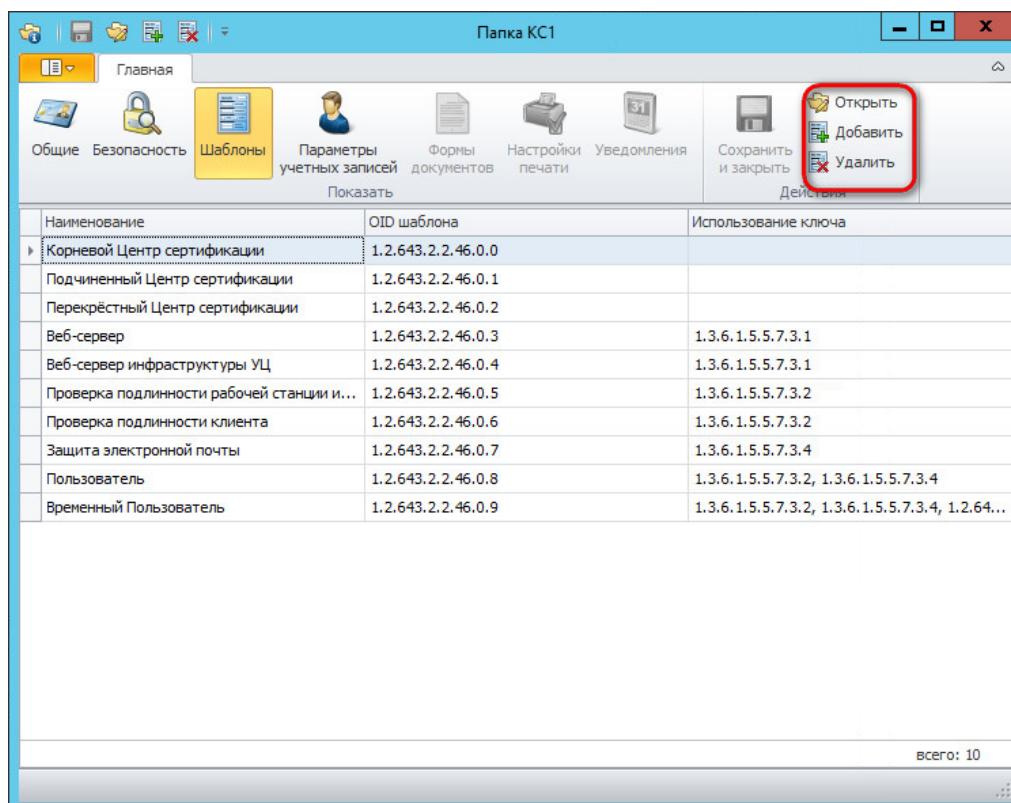 Папка КС1
Главная
Общие Безопасность Шаблоны Параметры учетных записей Формы документов Настройки печати Уведомления Сохранить и закрыть
Открыть
Добавить
Удалить
Показать Действия
Наименование OID шаблона Использование ключа
Корневой Центр сертификации 1.2.643.2.2.46.0.0
Подчиненный Центр сертификации 1.2.643.2.2.46.0.1
Перекрёстный Центр сертификации 1.2.643.2.2.46.0.2
Веб-сервер 1.2.643.2.2.46.0.3 1.3.6.1.5.5.7.3.1
Веб-сервер инфраструктуры УЦ 1.2.643.2.2.46.0.4 1.3.6.1.5.5.7.3.1
Проверка подлинности рабочей станции и... 1.2.643.2.2.46.0.5 1.3.6.1.5.5.7.3.2
Проверка подлинности клиента 1.2.643.2.2.46.0.6 1.3.6.1.5.5.7.3.2
Защита электронной почты 1.2.643.2.2.46.0.7 1.3.6.1.5.5.7.3.4
Пользователь 1.2.643.2.2.46.0.8 1.3.6.1.5.5.7.3.2, 1.3.6.1.5.5.7.3.4
Временный Пользователь 1.2.643.2.2.46.0.9 1.3.6.1.5.5.7.3.2, 1.3.6.1.5.5.7.3.4, 1.2.64...
всего: 10